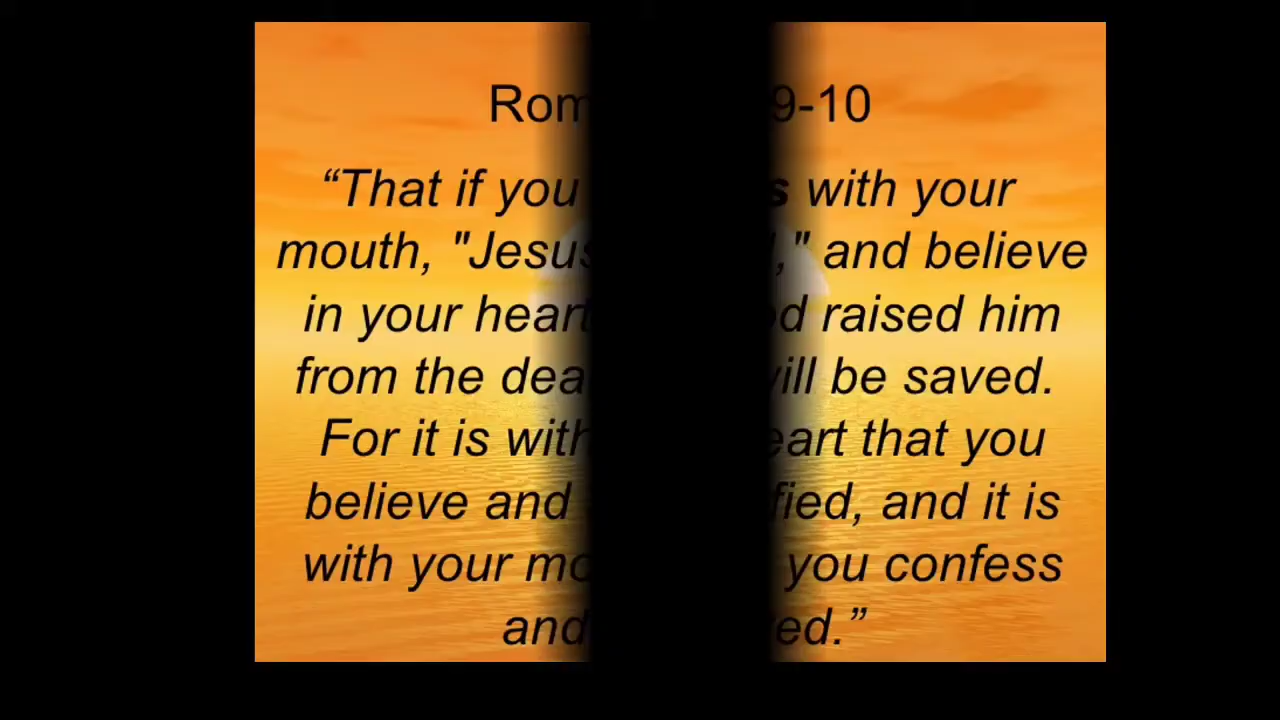 Rom 9-10
“That if you s with your
mouth, "Jesus ," and believe
in your heart od raised him
from the dea will be saved.
For it is with eart that you
believe and fied, and it is
with your mo you confess
and ed.”